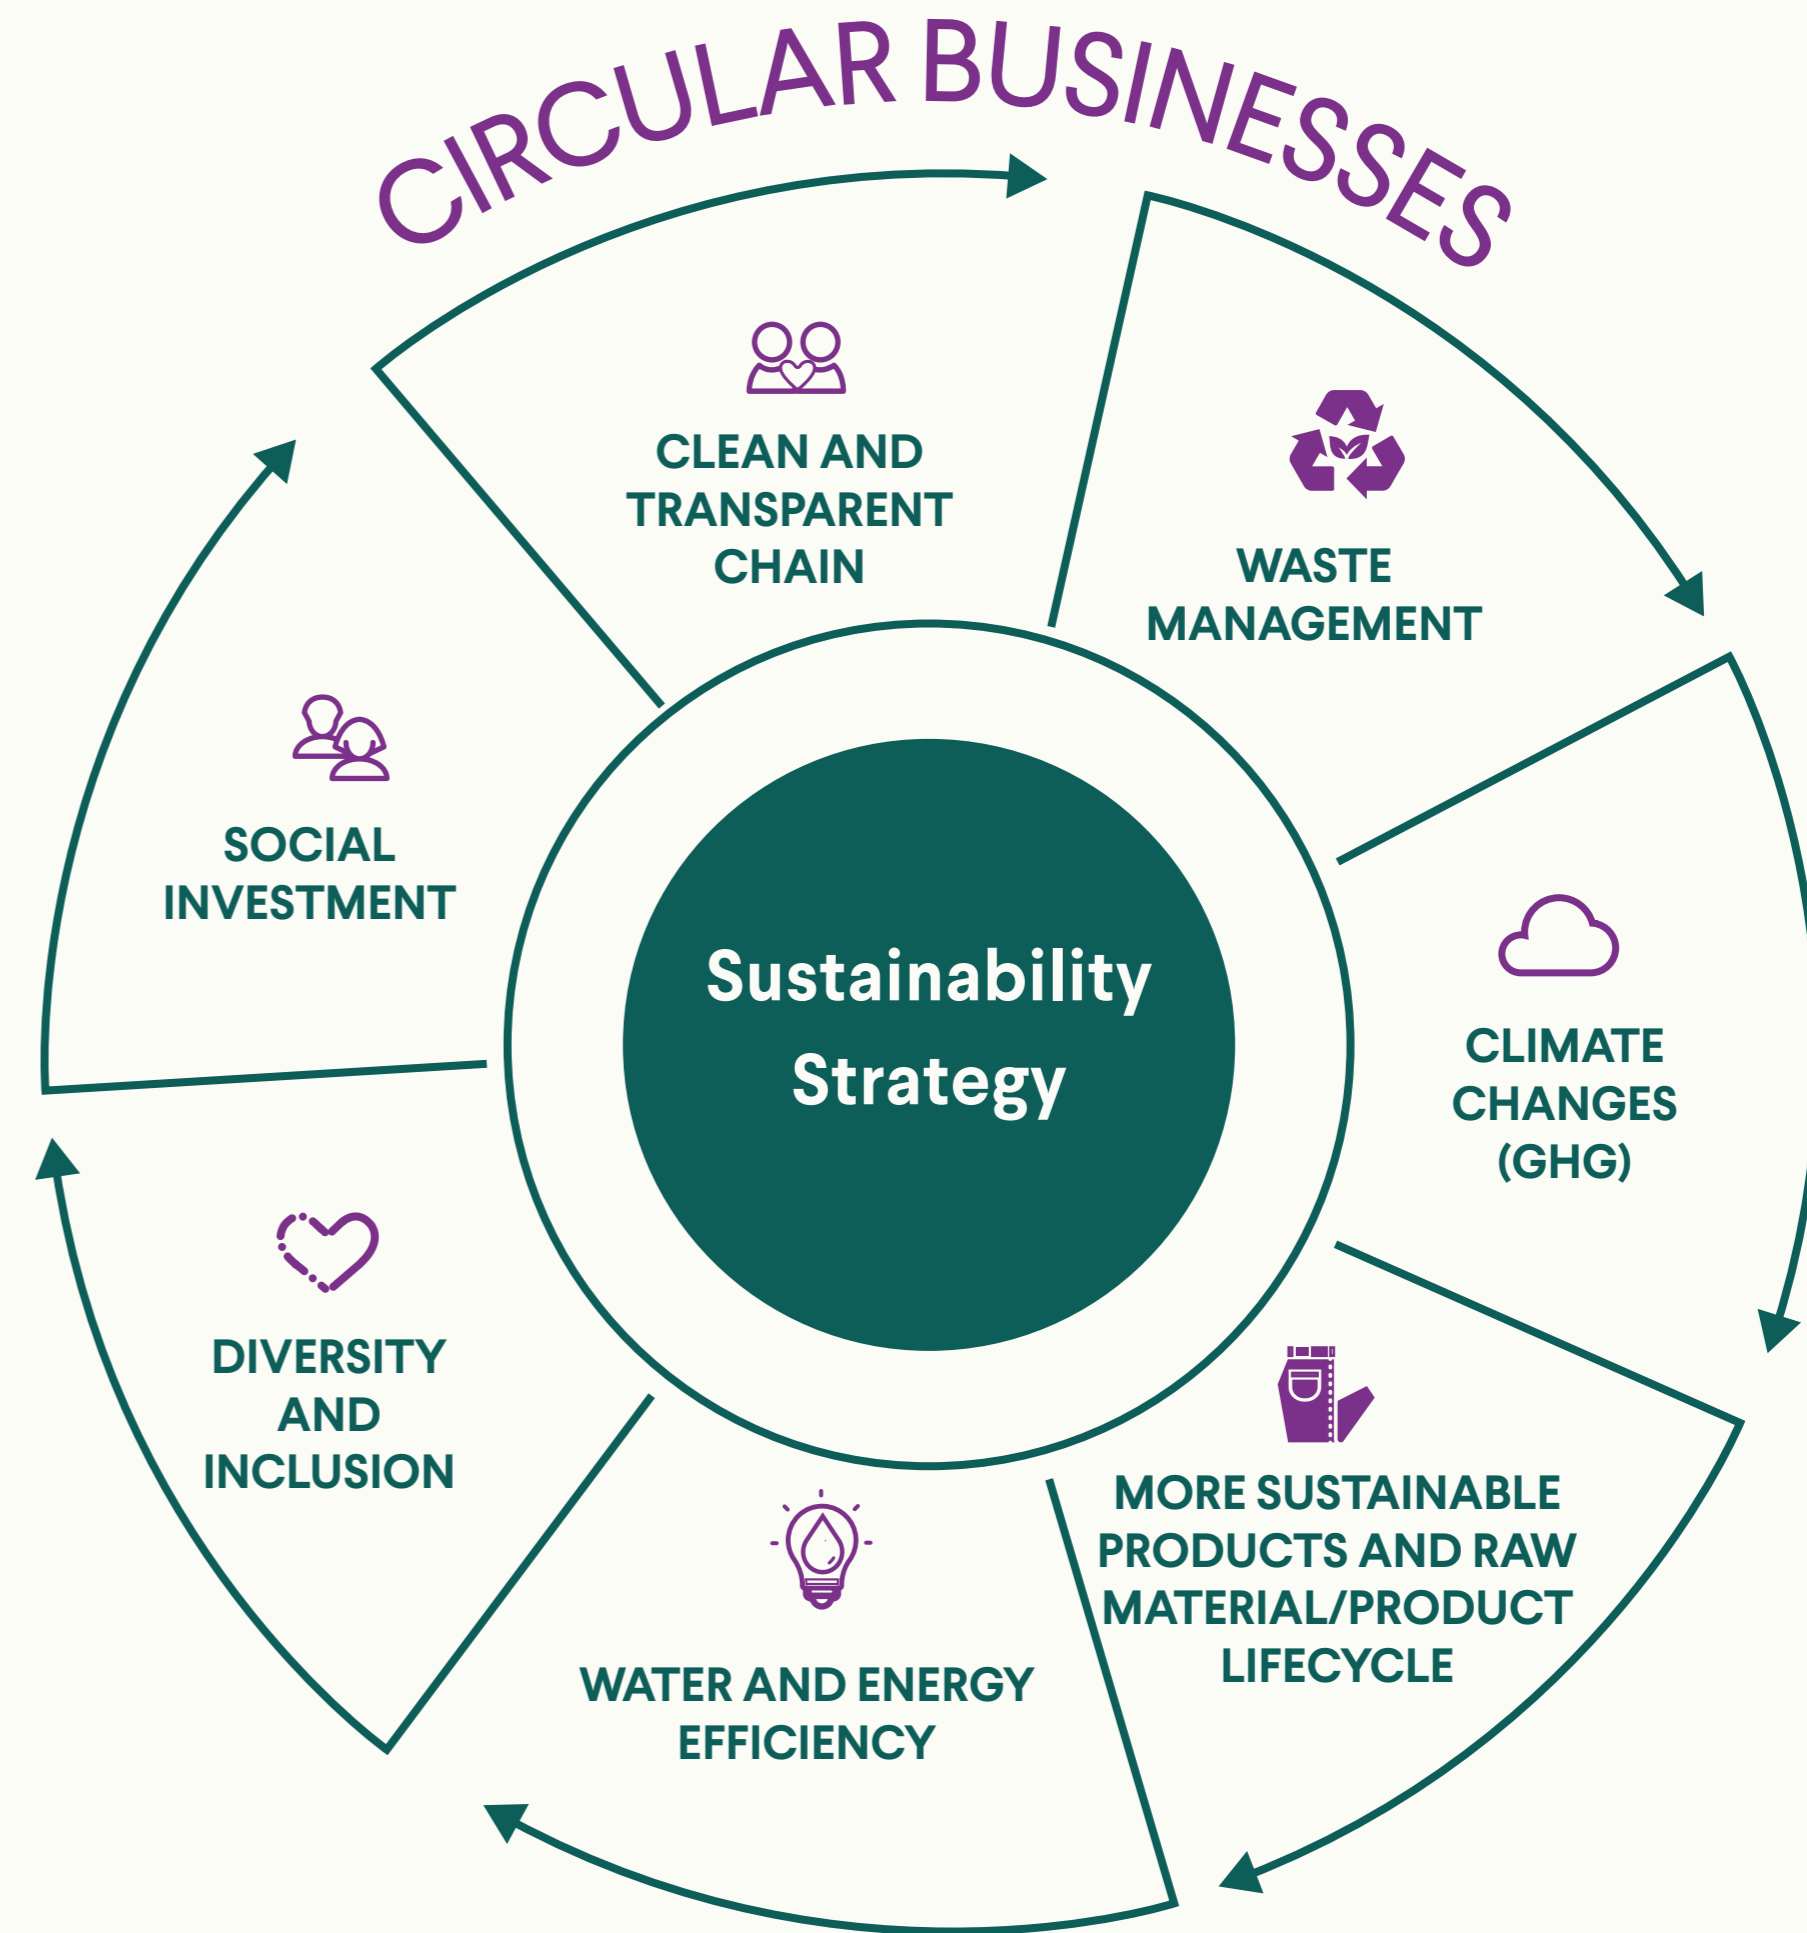 CIRCULAR BUSINESSES
CLEAN AND
TRANSPARENT
CHAIN
WASTE
MANAGEMENT
CLIMATE
CHANGES
(GHG)
MORE SUSTAINABLE
PRODUCTS AND RAW
MATERIAL/PRODUCT
LIFECYCLE
WATER AND ENERGY
EFFICIENCY
DIVERSITY
AND
INCLUSION
SOCIAL
INVESTMENT
Sustainability
Strategy